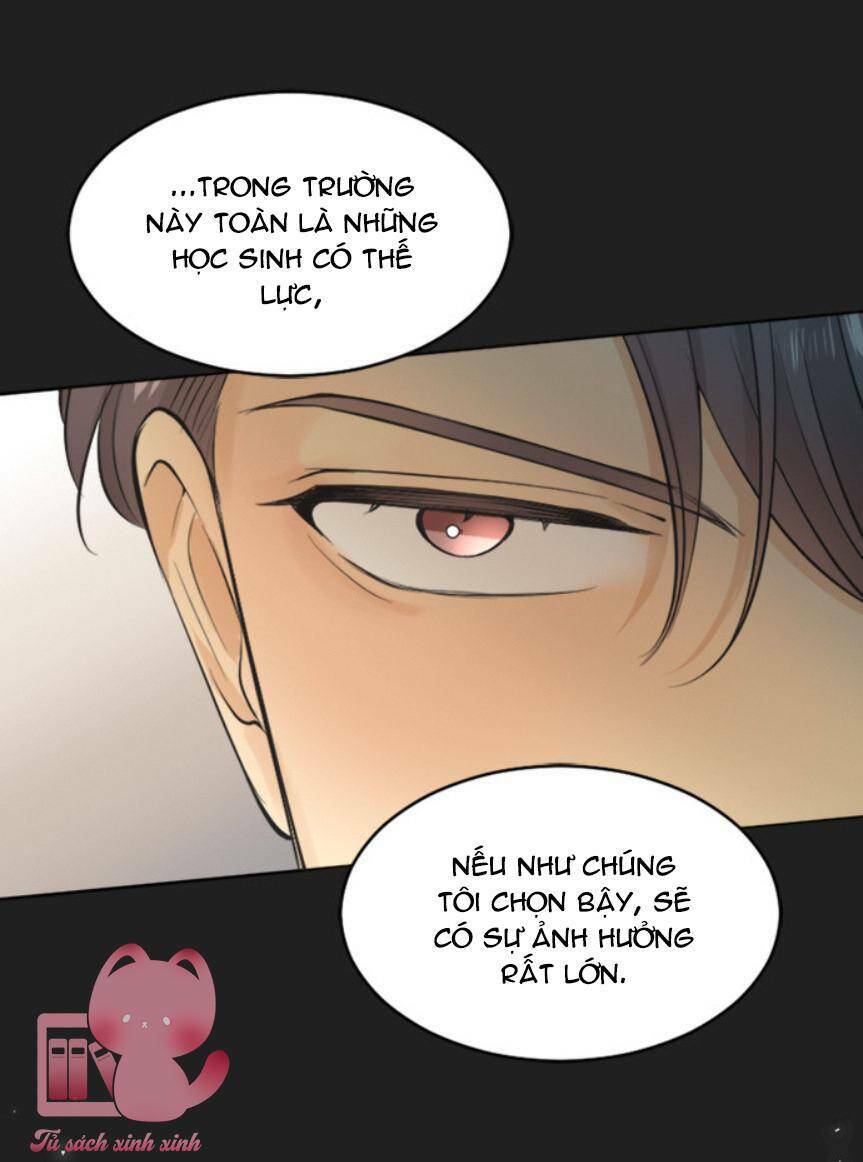 ...TRONG TRƯỜNG
NÀY TOÀN LÀ NHỮNG
HỌC SINH CÓ THẾ
LỰC,
NẾU NHƯ CHÚNG
TÔI CHỌN BẬY, SẼ
CÓ SỰ ẢNH HƯỞNG
RẤT LỚN.
Tủ sách xinh xinh